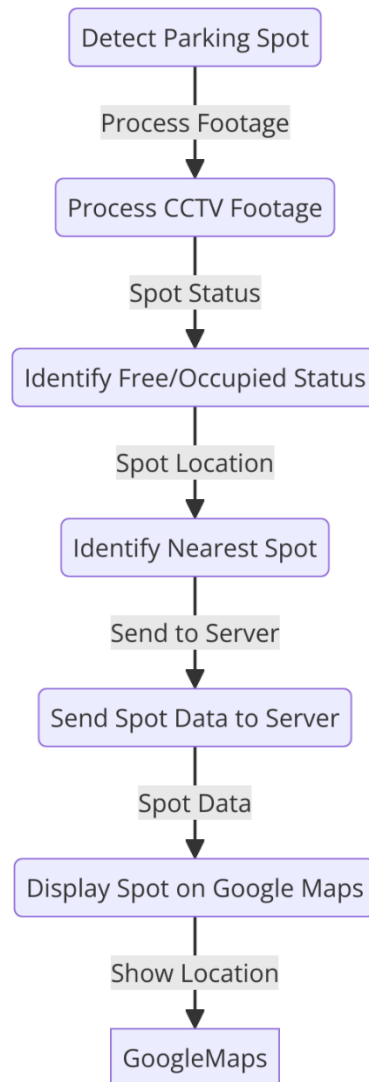 Detect Parking Spot
Process Footage
Process CCTV Footage
Spot Status
Identify Free/Occupied Status
Spot Location
Identify Nearest Spot
Send to Server
Send Spot Data to Server
Spot Data
Display Spot on Google Maps
Show Location
GoogleMaps